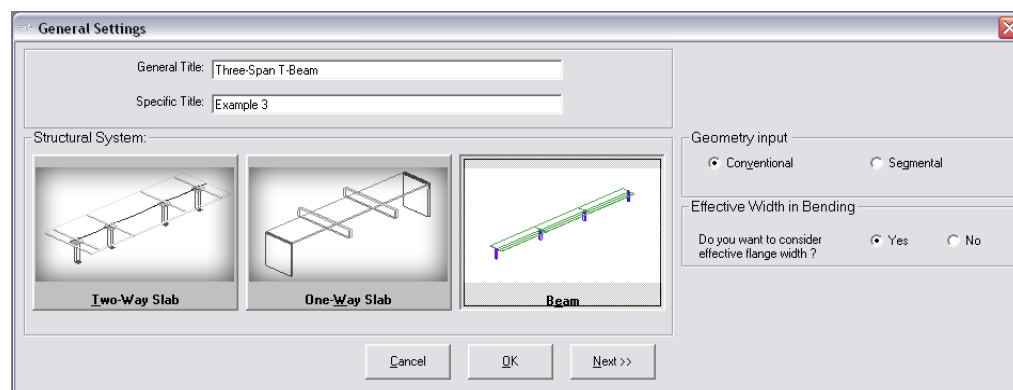 General Settings
General Title: Three-Span T-Beam
Specific Title: Example 3
Structural System:
Two-Way Slab
One-Way Slab
Beam
Geometry input
Conventional Segmental
Effective Width in Bending
Do you want to consider
effective flange width ?
Yes No
Cancel OK Next >>